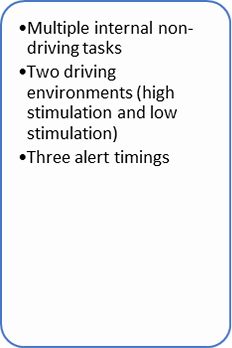 •Multiple internal non-
driving tasks
•Two driving
environments (high
stimulation and low
stimulation)
•Three alert timings